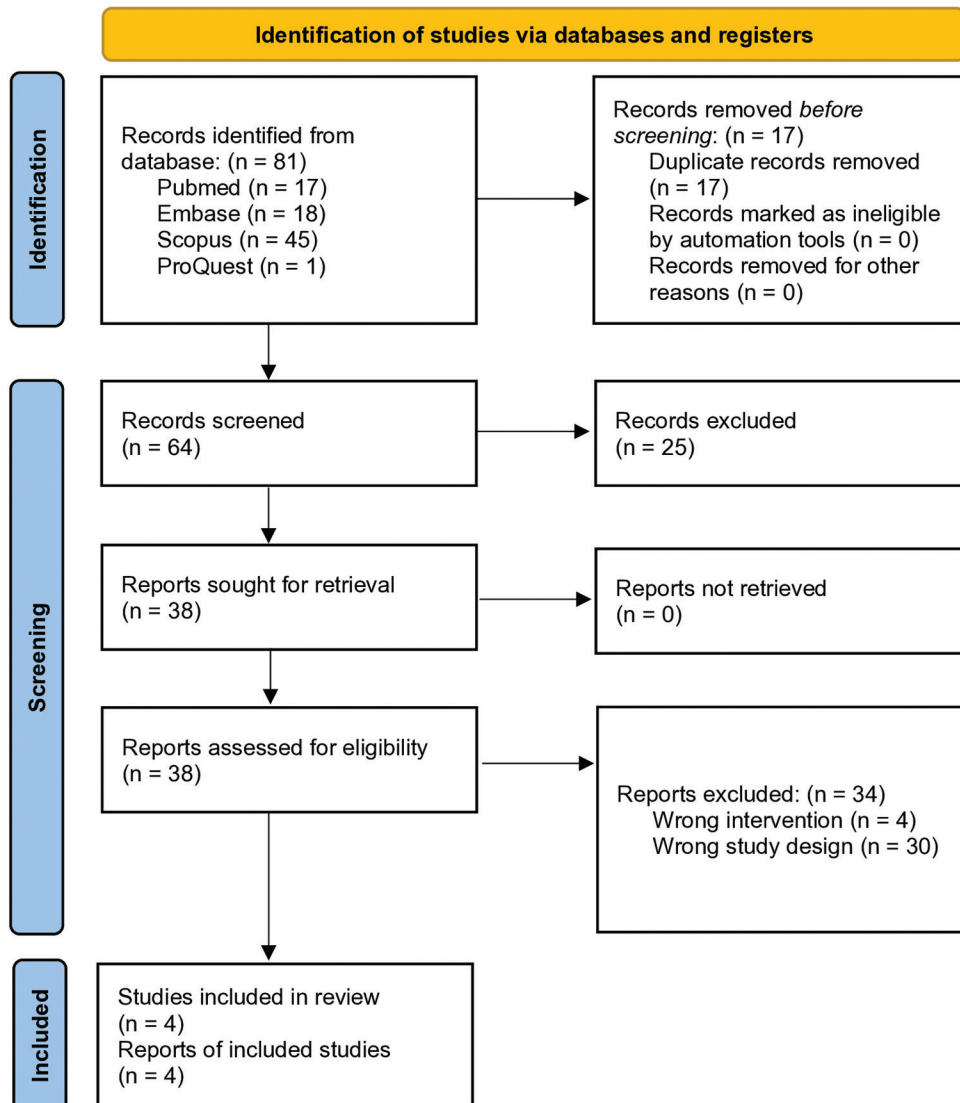 Identification of studies via databases and registers
Identification
Records identified from
database: (n = 81)
Pubmed (n = 17)
Embase (n = 18)
Scopus (n = 45)
ProQuest (n = 1)
Records removed before
screening: (n = 17)
Duplicate records removed
(n = 17)
Records marked as ineligible
by automation tools (n = 0)
Records removed for other
reasons (n = 0)
Screening
Records screened
(n = 64)
Records excluded
(n = 25)
Reports sought for retrieval
(n = 38)
Reports not retrieved
(n = 0)
Reports assessed for eligibility
(n = 38)
Reports excluded: (n = 34)
Wrong intervention (n = 4)
Wrong study design (n = 30)
Included
Studies included in review
(n = 4)
Reports of included studies
(n = 4)